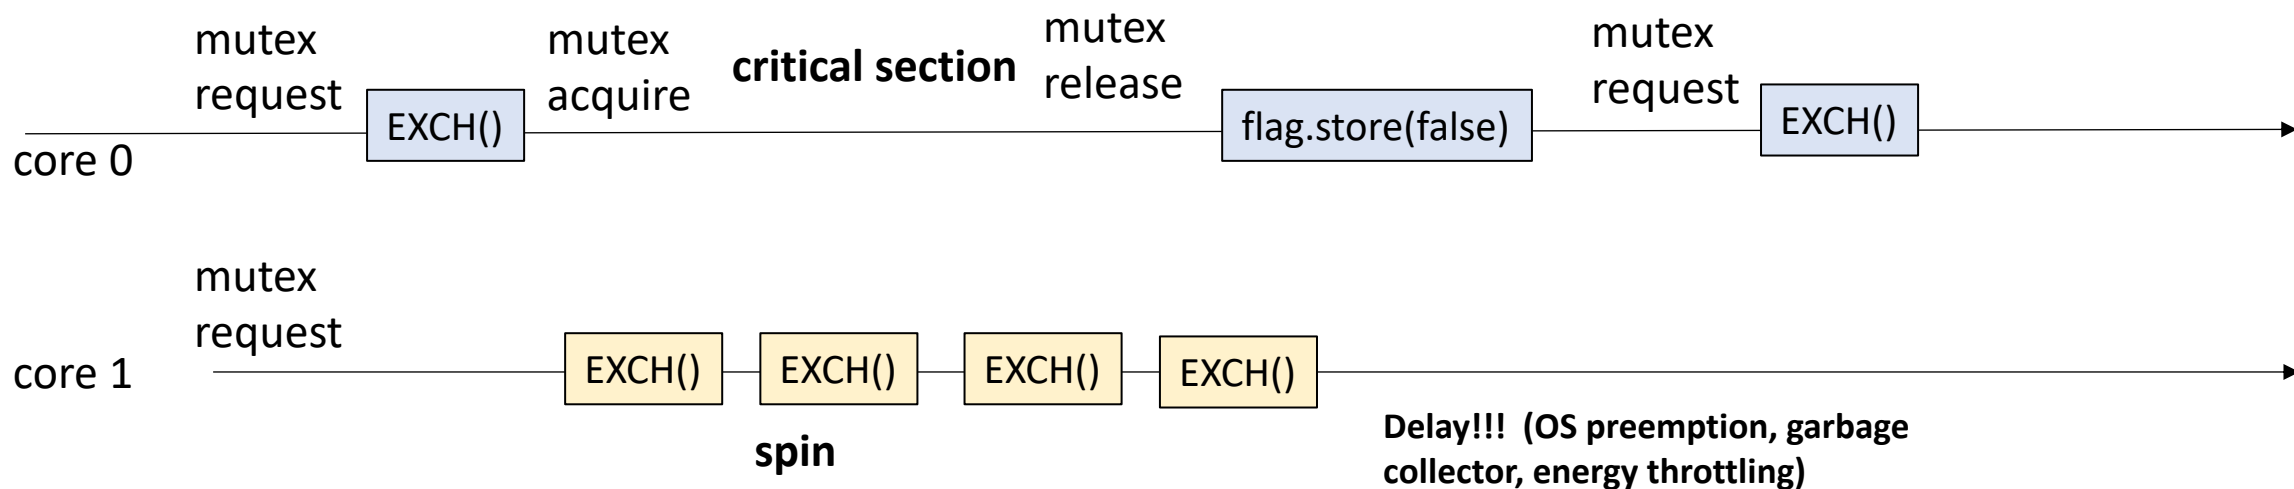 mutex
request
EXCH()
mutex
acquire
critical section
mutex
release
flag.store(false)
mutex
request
EXCH()
core 0
mutex
request
core 1
EXCH()
EXCH()
EXCH()
EXCH()
spin
Delay!!! (OS preemption, garbage
collector, energy throttling)